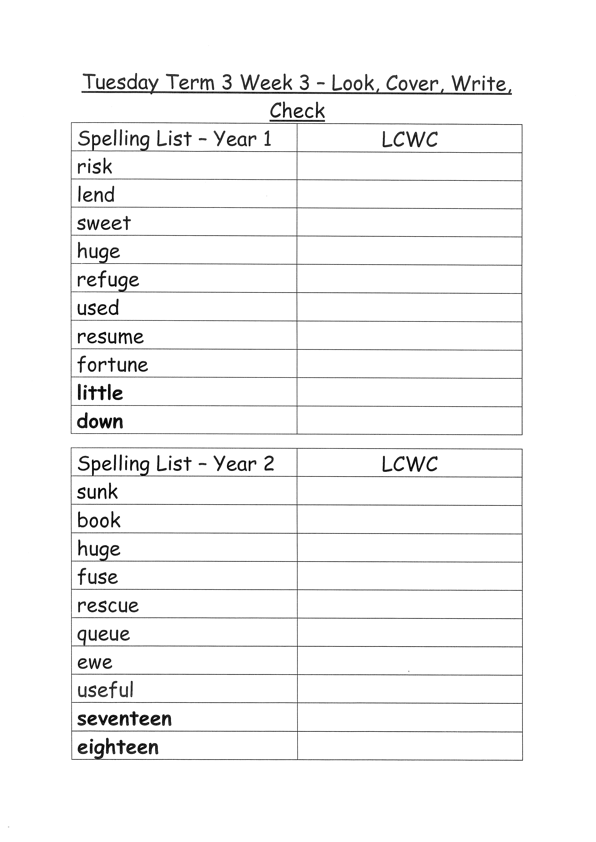 Tuesday Term 3 Week 3 – Look, Cover, Write,
Check
Spelling List – Year 1 LCWC
risk
lend
sweet
huge
refuge
used
resume
fortune
little
down
Spelling List – Year 2 LCWC
sunk
book
huge
fuse
rescue
queue
ewe
useful
seventeen
eighteen